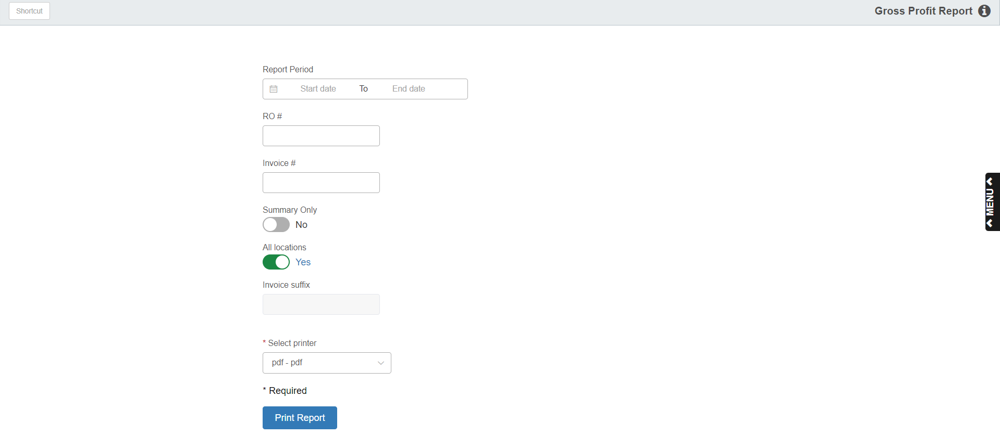 Shortcut
Gross Profit Report
Report Period
Start date To End date
RO #
Invoice #
Summary Only
No
All locations
Yes
Invoice suffix
* Select printer
pdf - pdf
* Required
Print Report
MENU